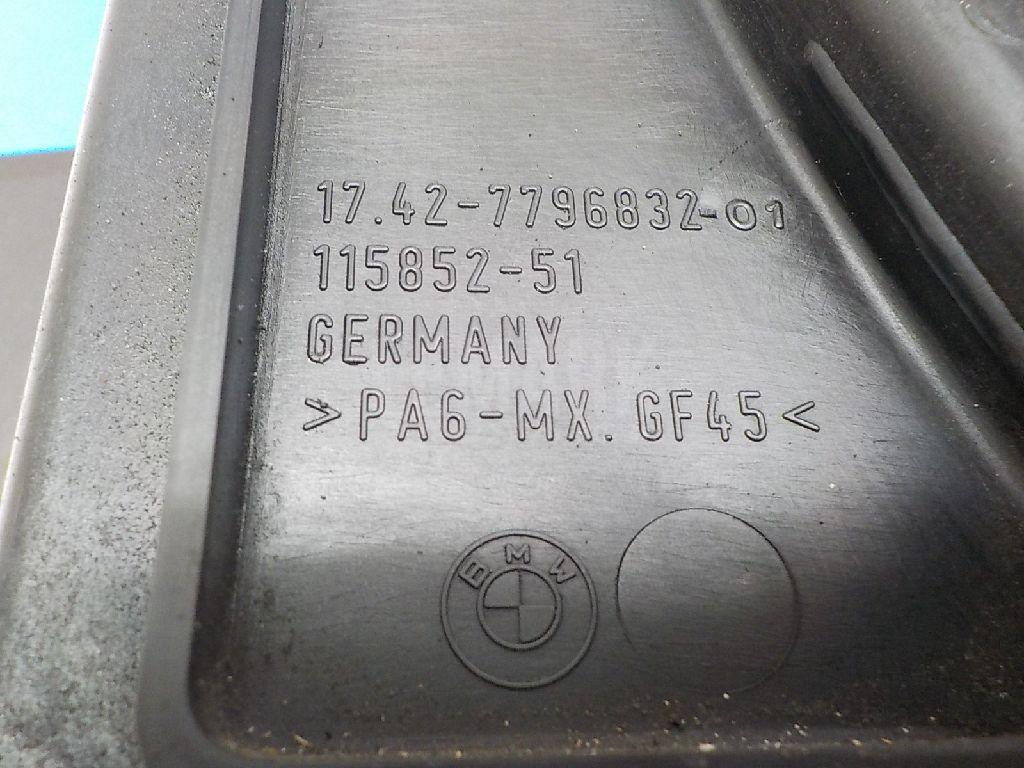 17.42-7796832-01
115852-51
GERMANY
>PA6-MX.GF45<
BMW